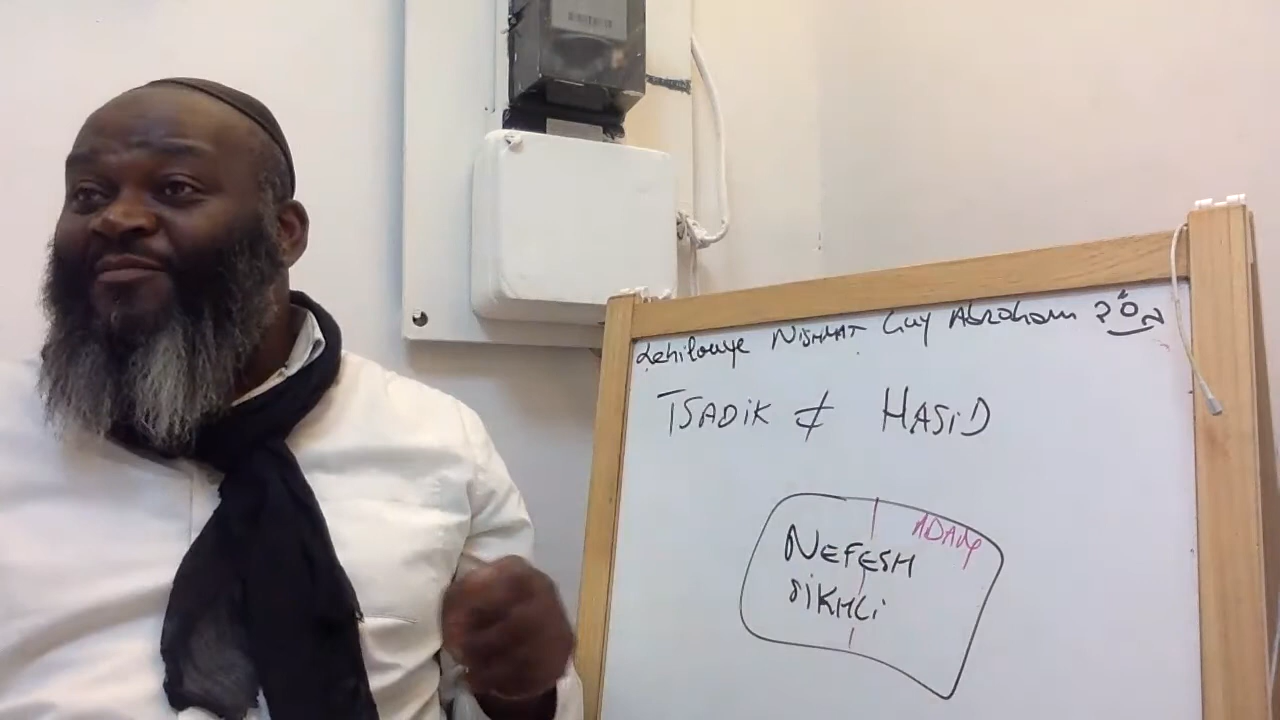 Lehilouye NiSHMAT Guy Abraham
TSADiK ⊄ HASiD
ADAM
NEFESH
SiKHLi